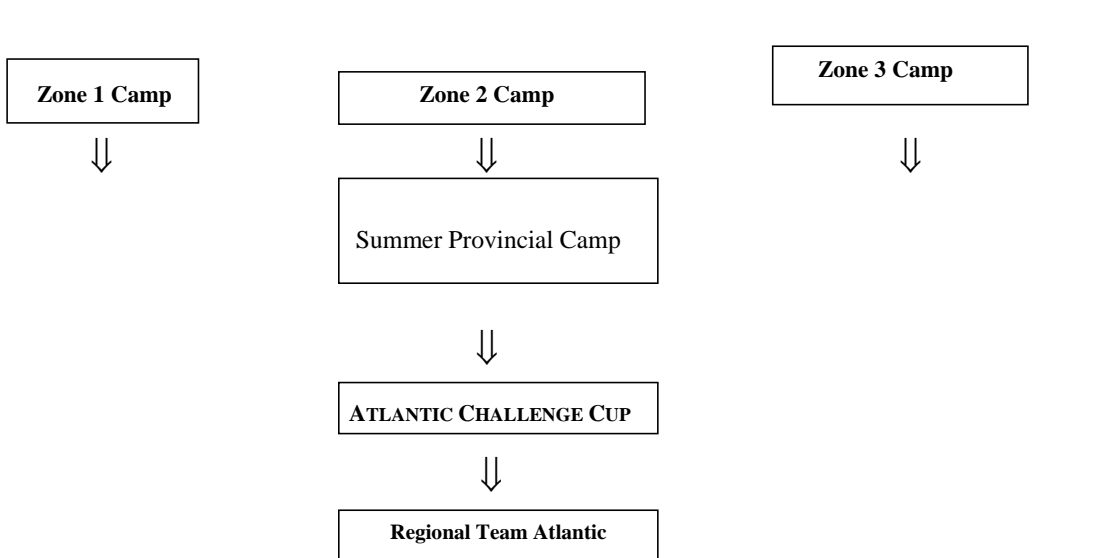 Zone 1 Camp
Zone 2 Camp
Zone 3 Camp
Summer Provincial Camp
ATLANTIC CHALLENGE CUP
Regional Team Atlantic